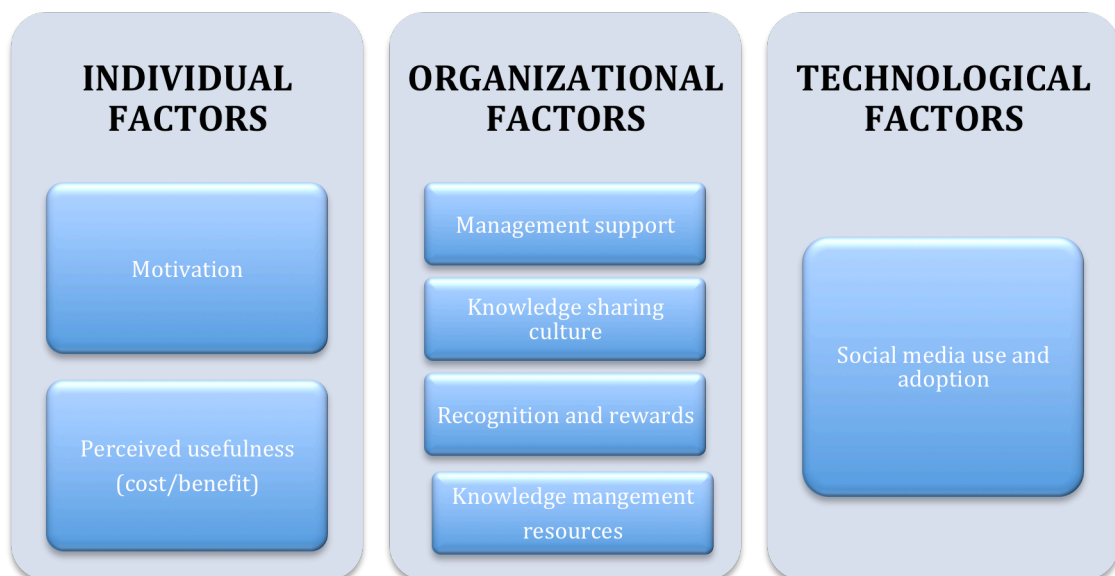 INDIVIDUAL
FACTORS
Motivation
Perceived usefulness
(cost/benefit)
ORGANIZATIONAL
FACTORS
Management support
Knowledge sharing
culture
Recognition and rewards
Knowledge mangement
resources
TECHNOLOGICAL
FACTORS
Social media use and
adoption